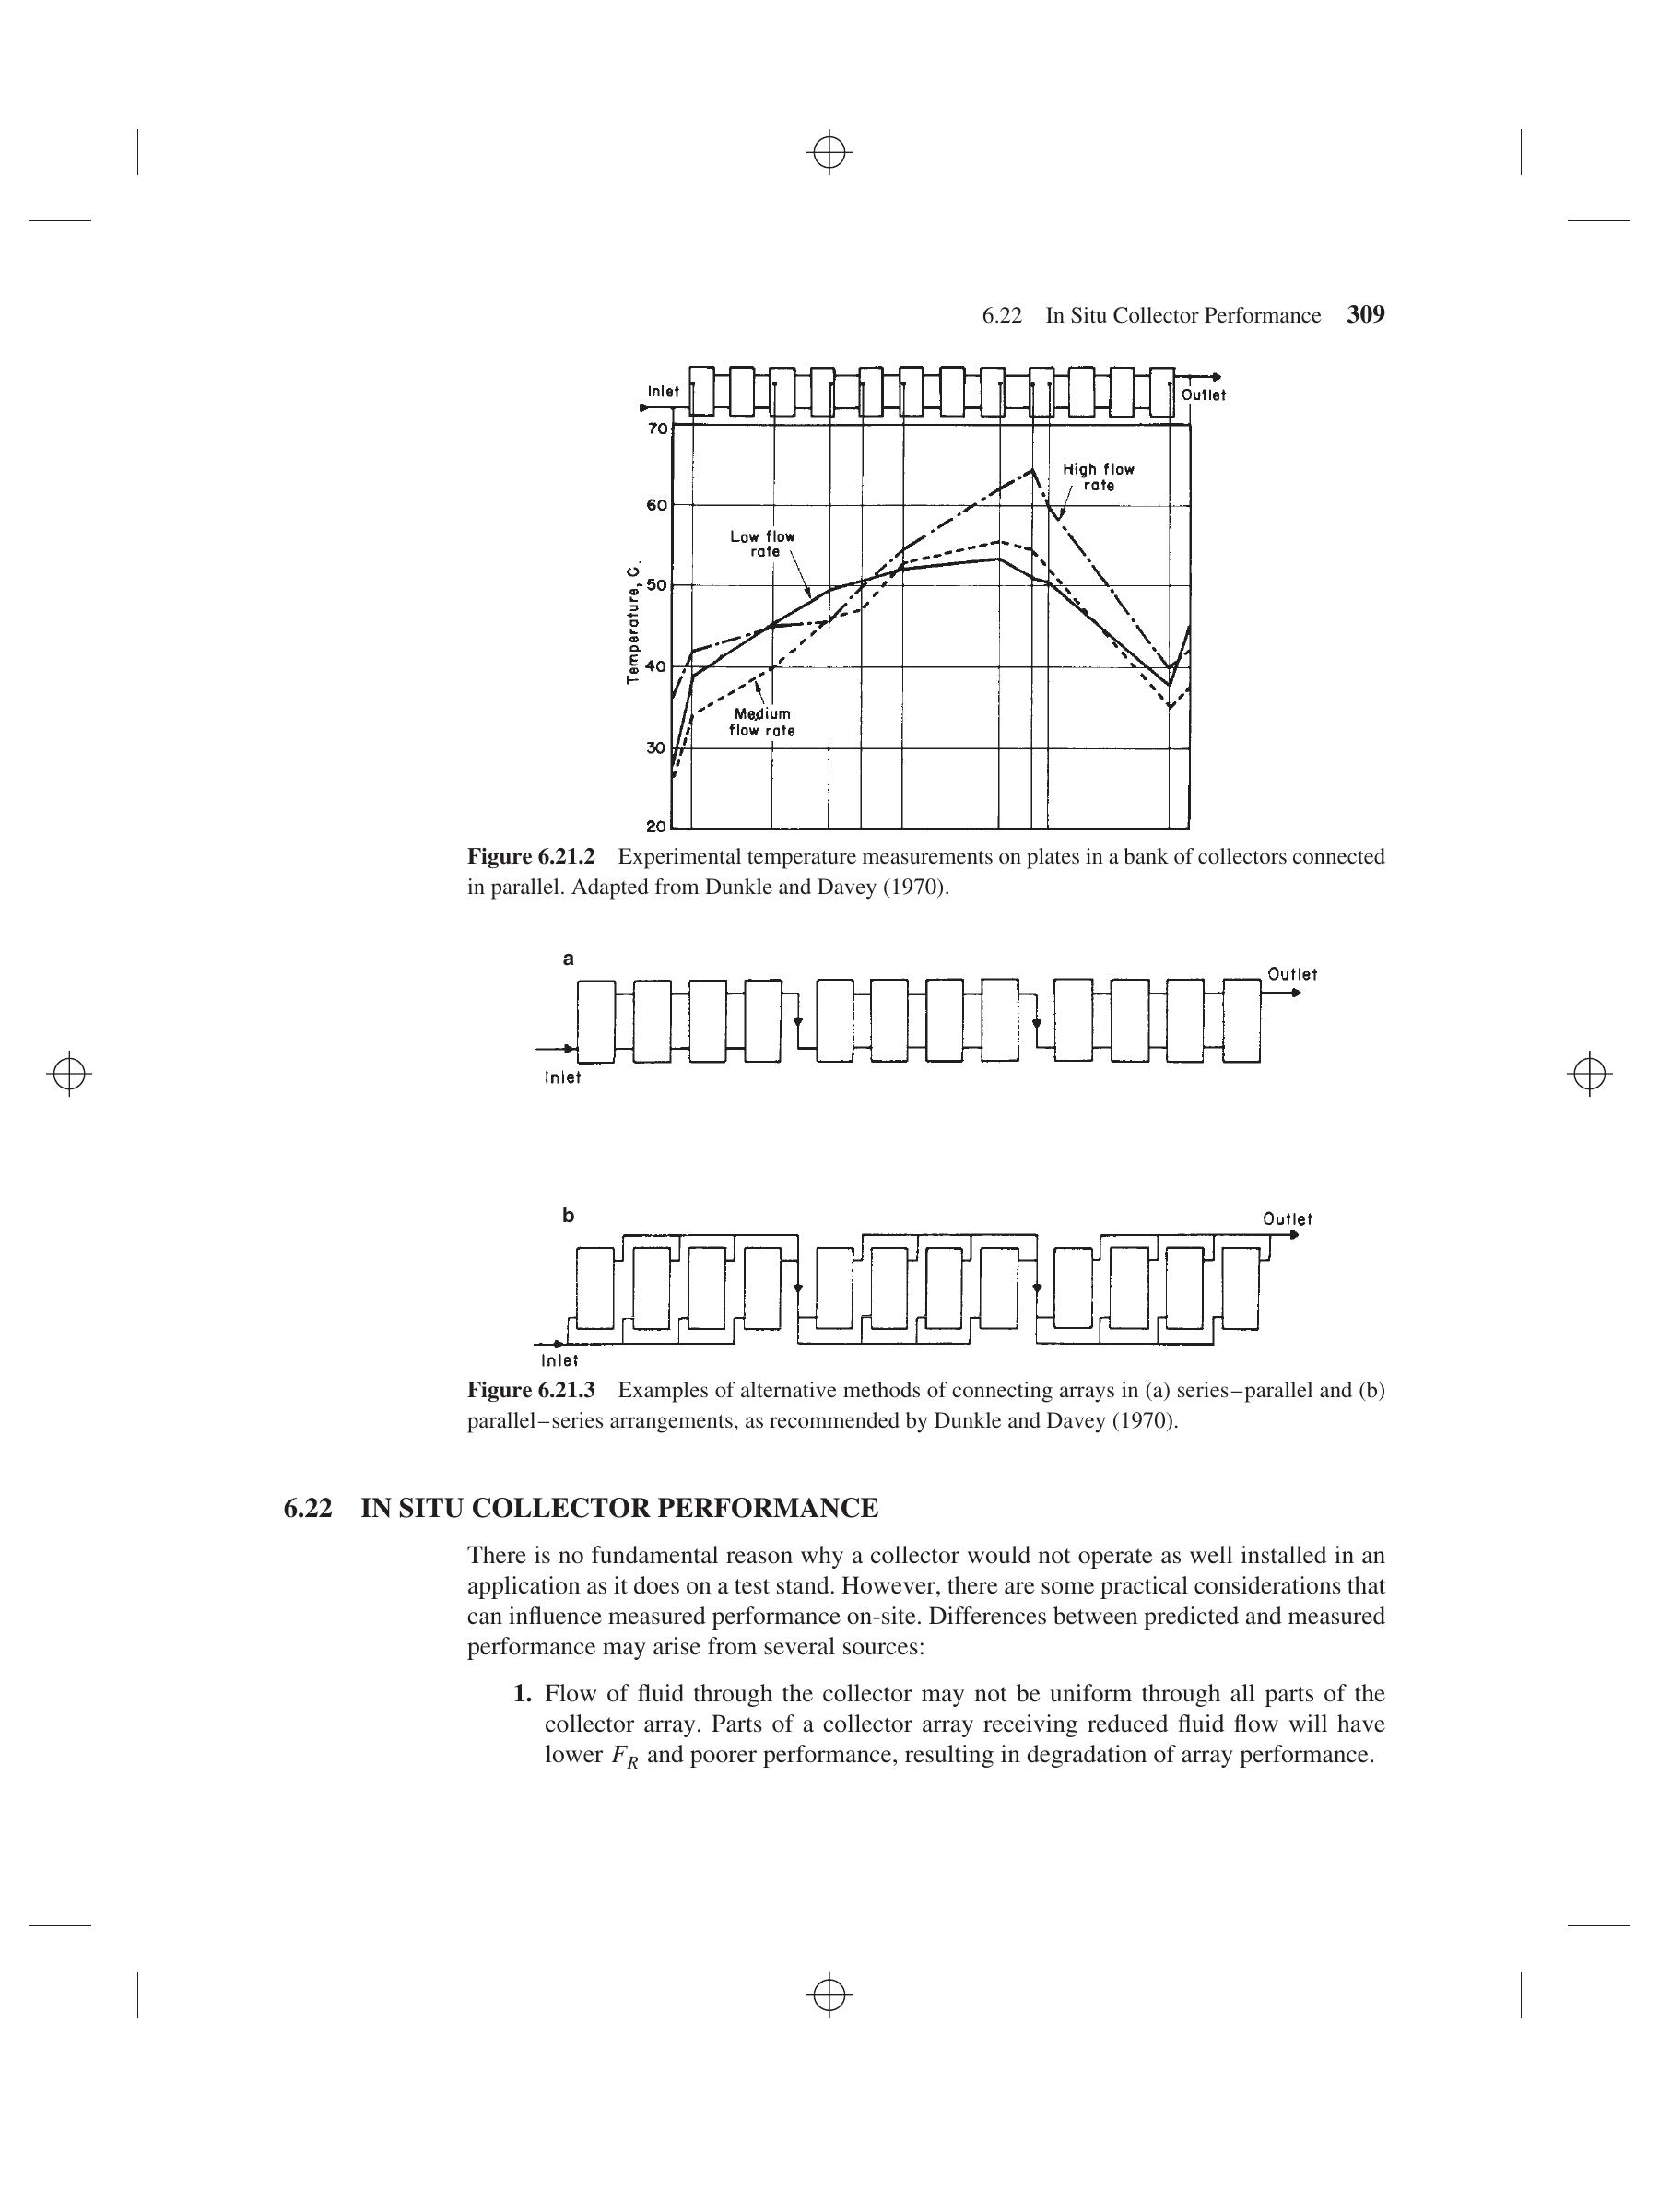 6.22 In Situ Collector Performance 309
Inlet
Outlet
70
60
50
40
30
20
Temperature, C.
High flow
rate
Low flow
rate
Medium
flow rate
Figure 6.21.2 Experimental temperature measurements on plates in a bank of collectors connected
in parallel. Adapted from Dunkle and Davey (1970).
a
Outlet
Inlet
b
Outlet
Inlet
Figure 6.21.3 Examples of alternative methods of connecting arrays in (a) series–parallel and (b)
parallel–series arrangements, as recommended by Dunkle and Davey (1970).
6.22 IN SITU COLLECTOR PERFORMANCE
There is no fundamental reason why a collector would not operate as well installed in an
application as it does on a test stand. However, there are some practical considerations that
can influence measured performance on-site. Differences between predicted and measured
performance may arise from several sources:
1. Flow of fluid through the collector may not be uniform through all parts of the
collector array. Parts of a collector array receiving reduced fluid flow will have
lower F_R and poorer performance, resulting in degradation of array performance.